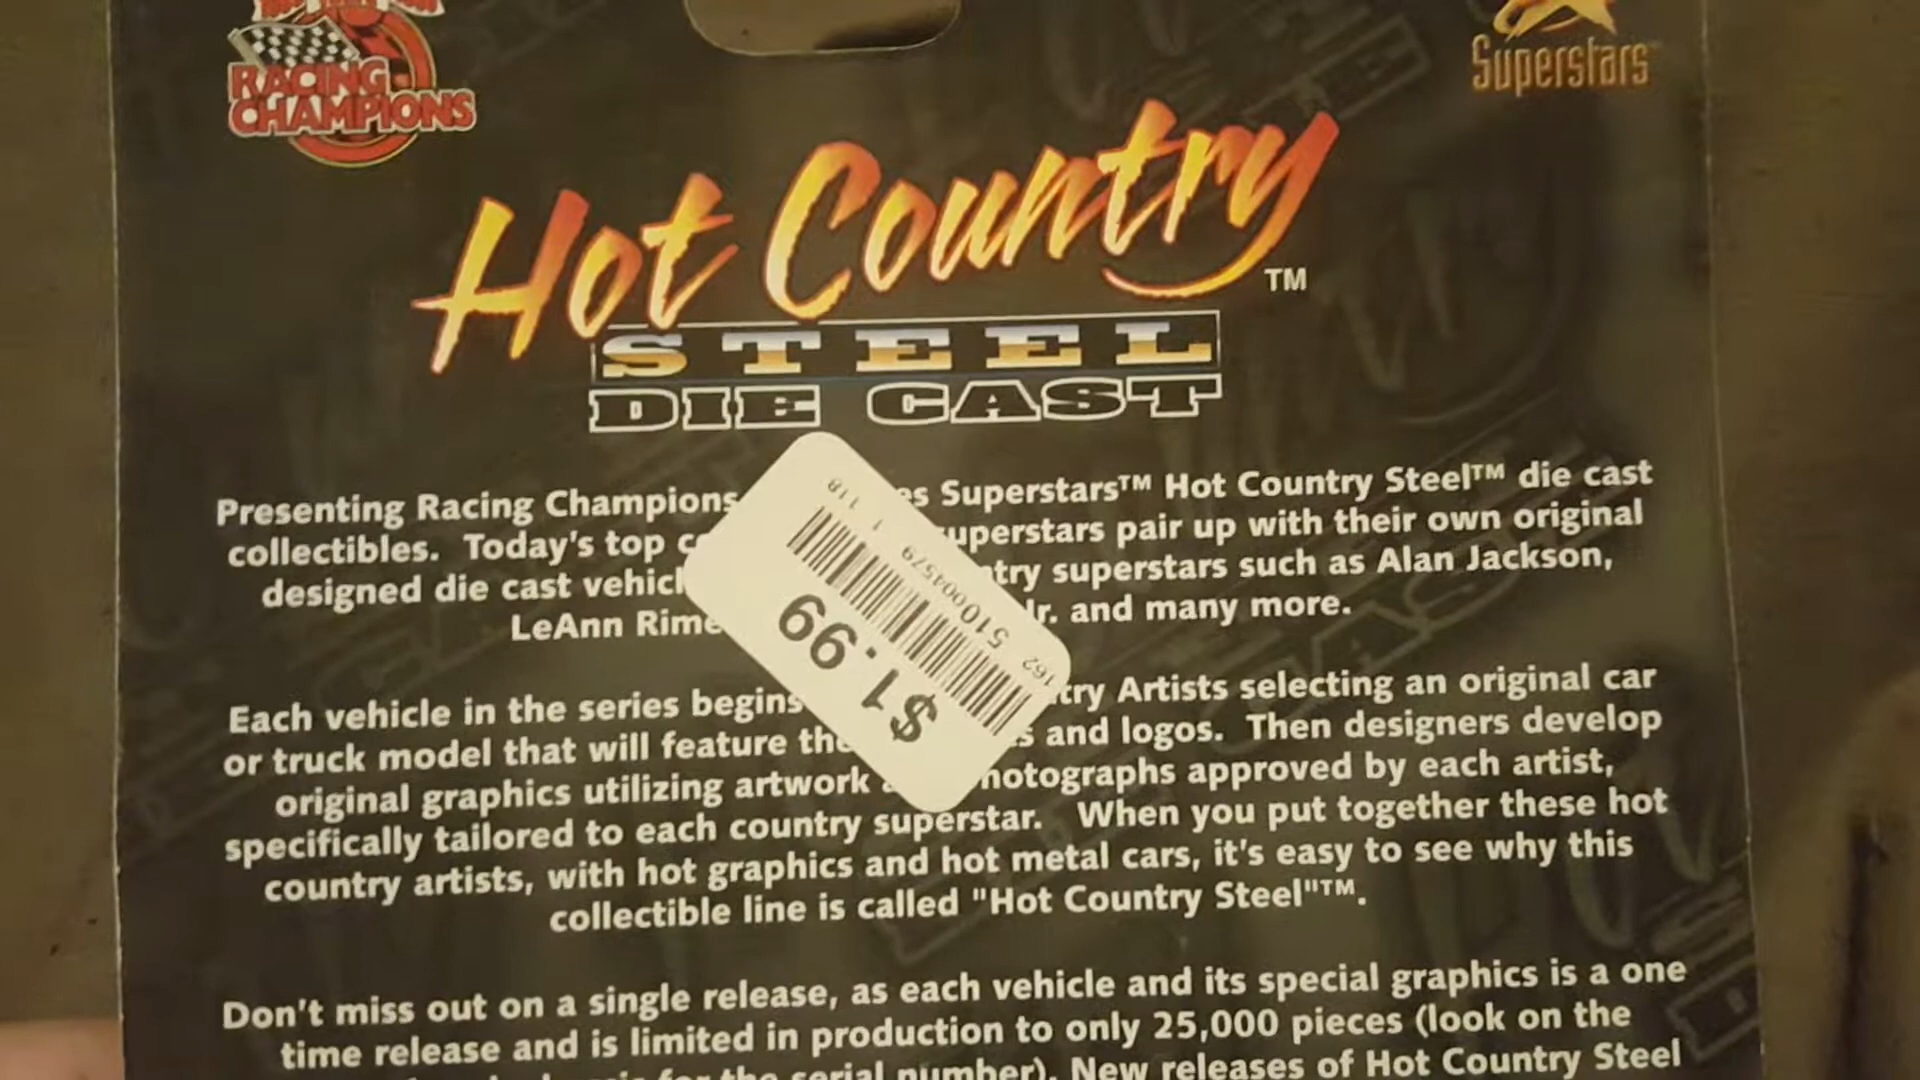 RACING
CHAMPIONS
Superstars
Hot Country™
STEEL
DIE CAST
Presenting Racing Champions es Superstars™ Hot Country Steel™ die cast
collectibles. Today's top c uperstars pair up with their own original
designed die cast vehicl try superstars such as Alan Jackson,
LeAnn Rime Jr. and many more.
118 1
510004579
162
$1.99
Each vehicle in the series begins try Artists selecting an original car
or truck model that will feature the s and logos. Then designers develop
original graphics utilizing artwork hotographs approved by each artist,
specifically tailored to each country superstar. When you put together these hot
country artists, with hot graphics and hot metal cars, it's easy to see why this
collectible line is called "Hot Country Steel"™.
Don't miss out on a single release, as each vehicle and its special graphics is a one
time release and is limited in production to only 25,000 pieces (look on the
for the serial number). New releases of Hot Country Steel